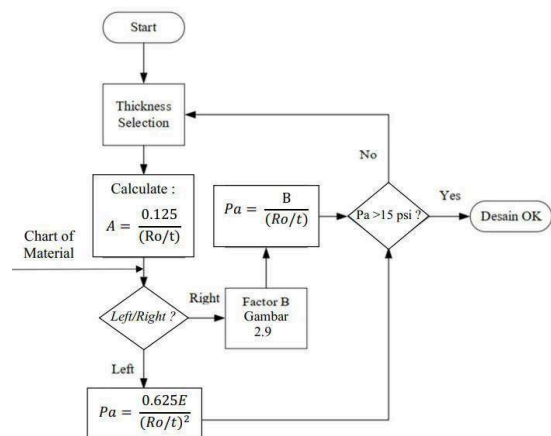 Start
Thickness
Selection
Calculate :
A = 0.125 / (Ro/t)
Chart of
Material
Left/Right ?
Right
Factor B
Gambar
2.9
Pa = B / (Ro/t)
No
Pa >15 psi ?
Yes
Desain OK
Left
Pa = 0.625E / (Ro/t)²